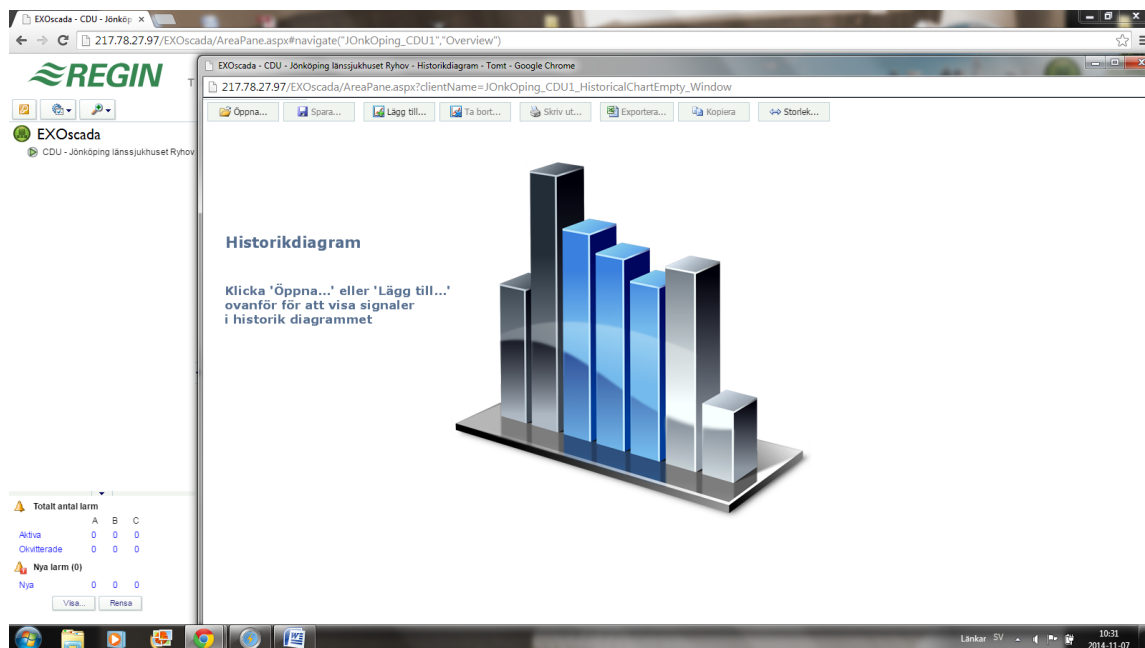 EXOscada - CDU - Jönköp
217.78.27.97/EXOscada/AreaPane.aspx#navigate("JOnkOping_CDU1","Overview")
REGIN
T
EXOscada - CDU - Jönköping länssjukhuset Ryhov - Historikdiagram - Tomt - Google Chrome
217.78.27.97/EXOscada/AreaPane.aspx?clientName=JOnkOping_CDU1_HistoricalChartEmpty_Window
Öppna... Spara... Lägg till... Ta bort... Skriv ut... Exportera... Kopiera Storlek...
EXOscada
CDU - Jönköping länssjukhuset Ryhov
Historikdiagram
Klicka 'Öppna...' eller 'Lägg till...'
ovanför för att visa signaler
i historik diagrammet
Totalt antal larm
A B C
Aktiva 0 0 0
Okvitterade 0 0 0
Nya larm (0)
Nya 0 0 0
Visa... Rensa
Länkar SV 10:31
2014-11-07